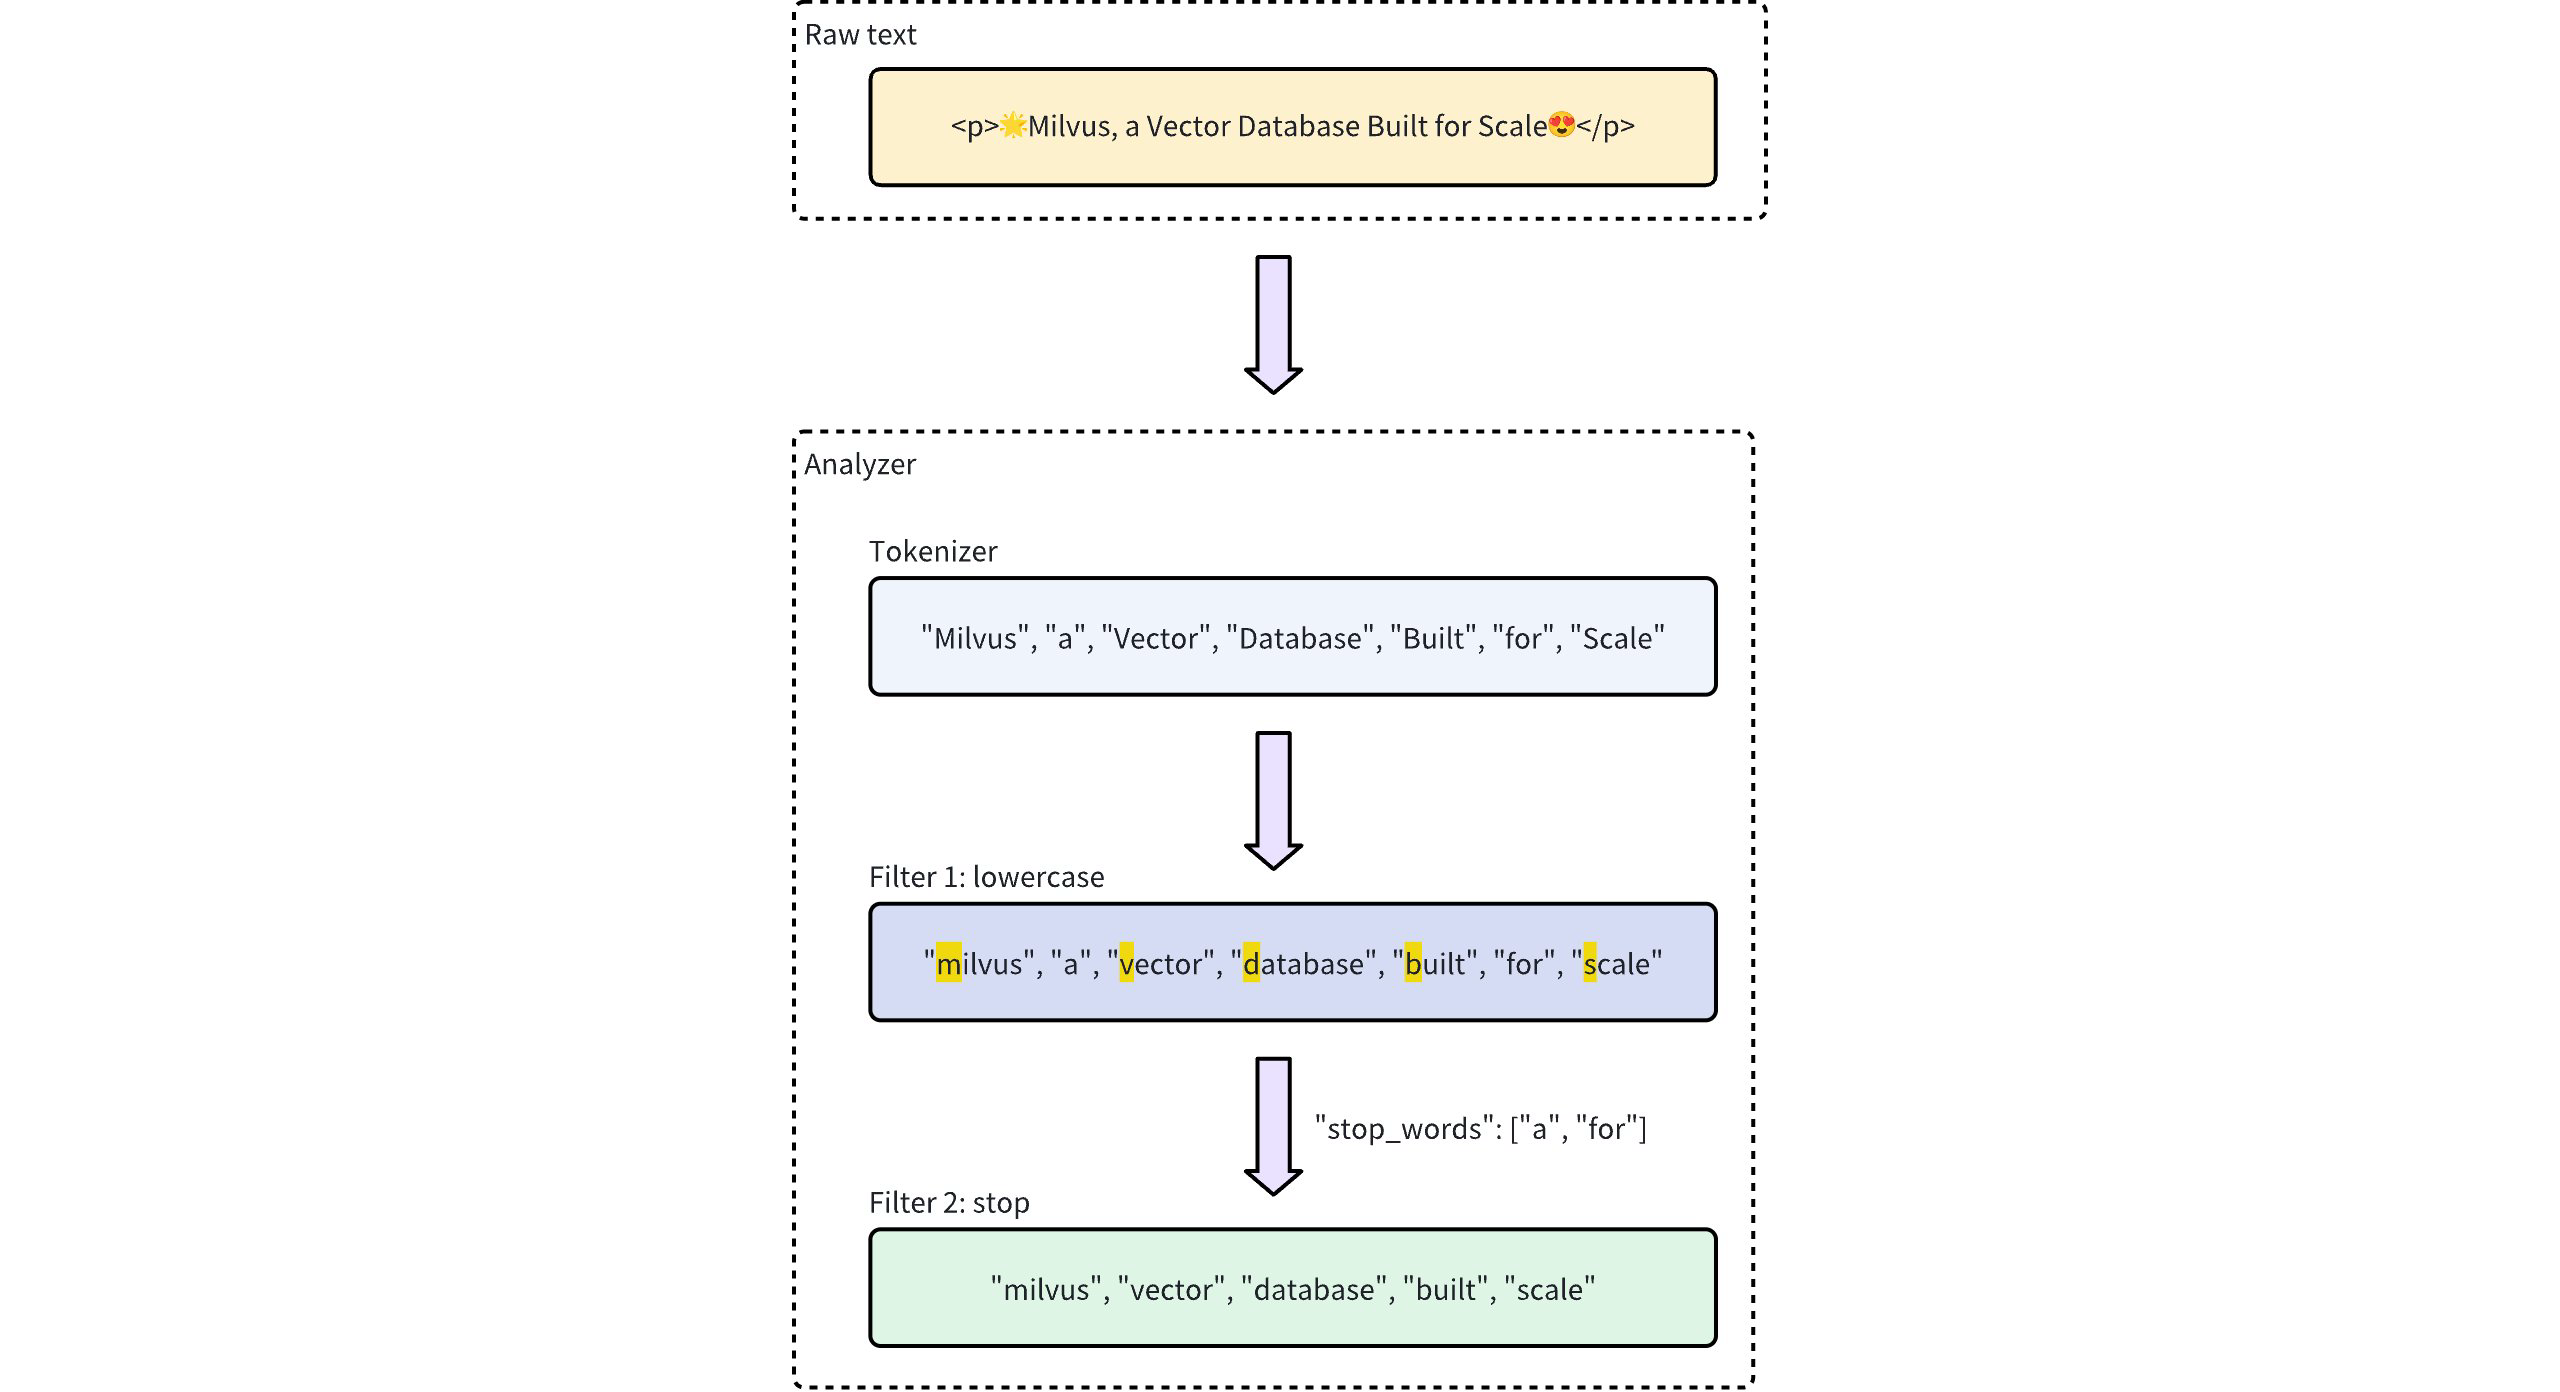 Raw text
<p>🌟Milvus, a Vector Database Built for Scale😍</p>
Analyzer
Tokenizer
"Milvus", "a", "Vector", "Database", "Built", "for", "Scale"
Filter 1: lowercase
"milvus", "a", "vector", "database", "built", "for", "scale"
"stop_words": ["a", "for"]
Filter 2: stop
"milvus", "vector", "database", "built", "scale"